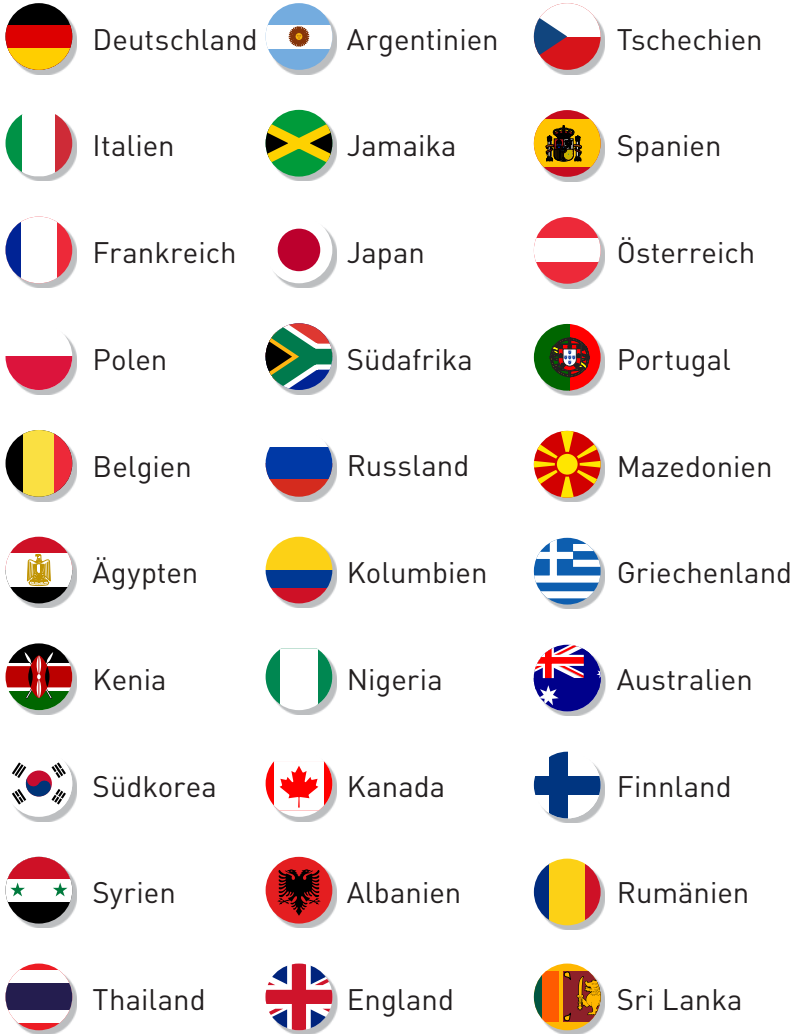 Deutschland Argentinien Tschechien
Italien Jamaika Spanien
Frankreich Japan Österreich
Polen Südafrika Portugal
Belgien Russland Mazedonien
Ägypten Kolumbien Griechenland
Kenia Nigeria Australien
Südkorea Kanada Finnland
Syrien Albanien Rumänien
Thailand England Sri Lanka